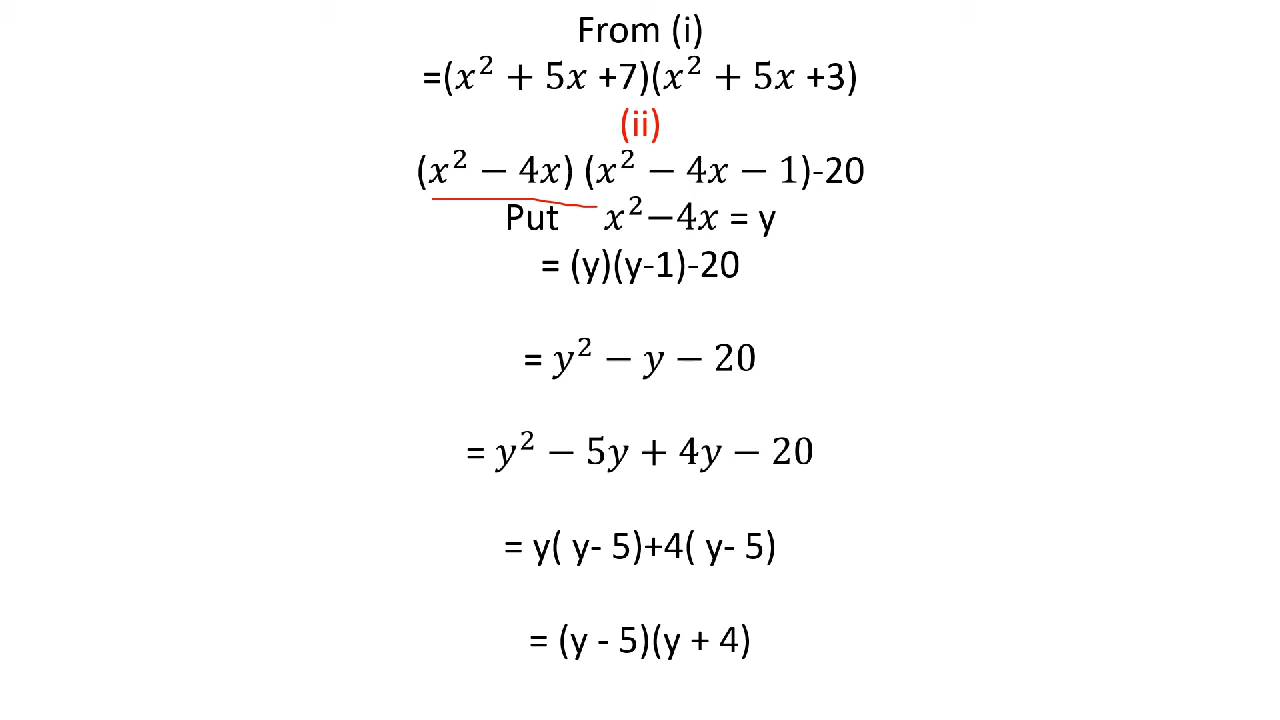 From (i)
=(x² + 5x +7)(x² + 5x +3)
(ii)
(x² − 4x) (x² − 4x − 1)-20
Put x²−4x = y
= (y)(y-1)-20
= y² − y − 20
= y² − 5y + 4y − 20
= y( y- 5)+4( y- 5)
= (y - 5)(y + 4)